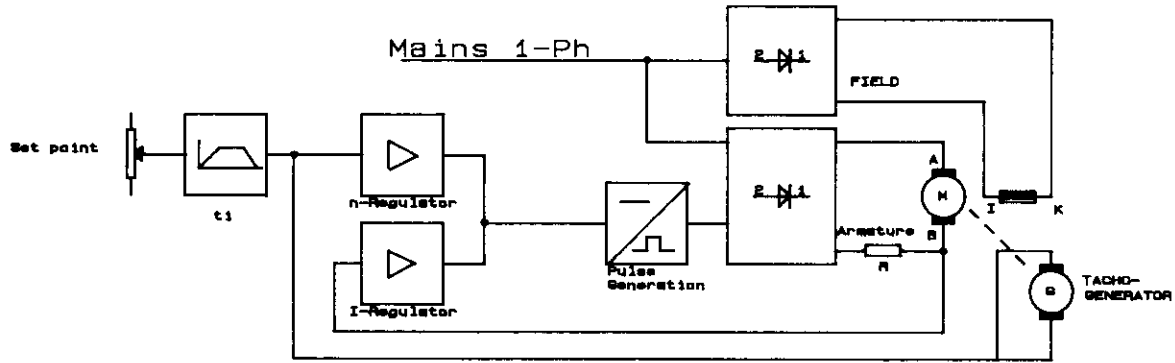 Mains 1-Ph
2 1
FIELD
Set point
ti
n-Regulator
I-Regulator
Pulse
Generation
2 1
A
M
B
Armature
R
I
K
G
TACHO-
GENERATOR